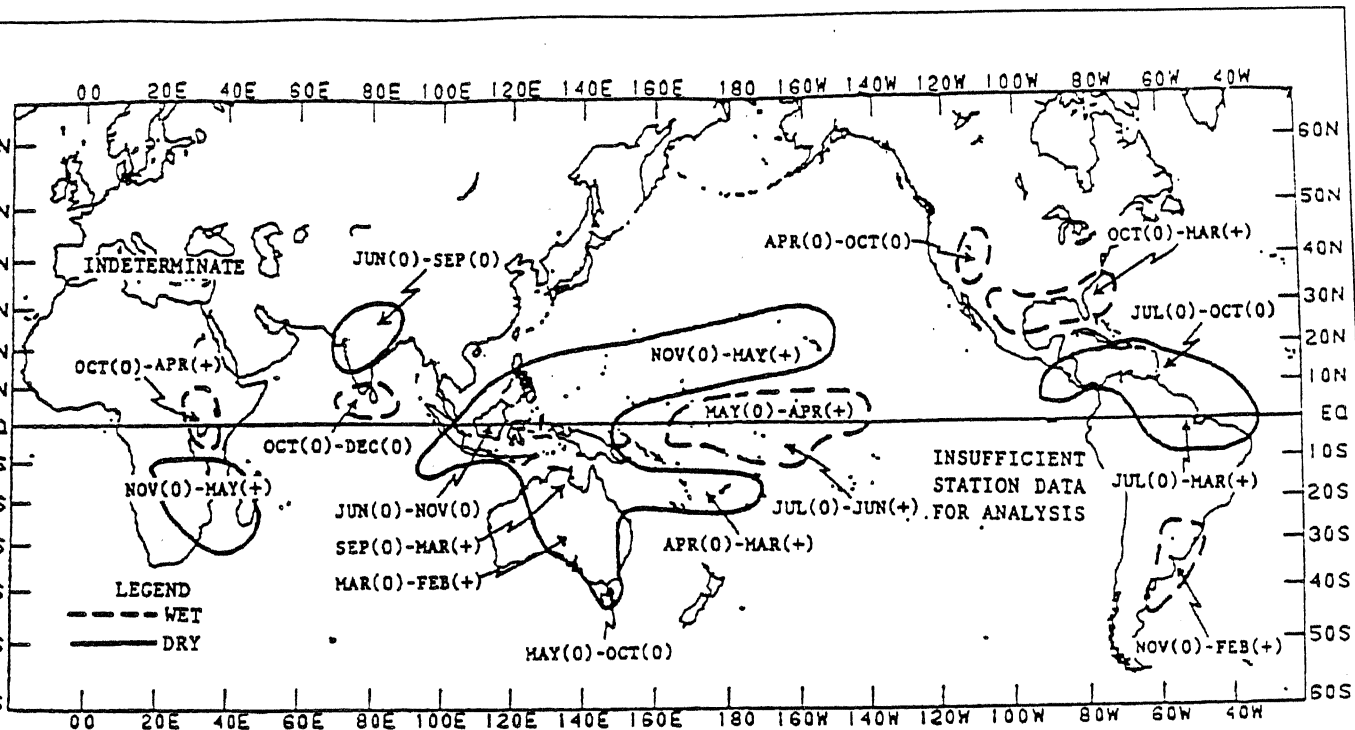 00 20E 40E 60E 80E 100E 120E 140E 160E 180 160W 140W 120W 100W 80W 60W 40W
60N
50N
40N
30N
20N
10N
EQ
10S
20S
30S
40S
50S
60S
INDETERMINATE
JUN(0)-SEP(0)
APR(0)-OCT(0)
OCT(0)-MAR(+)
JUL(0)-OCT(0)
OCT(0)-APR(+)
NOV(0)-MAY(+)
MAY(0)-APR(+)
OCT(0)-DEC(0)
NOV(0)-MAY(+)
JUN(0)-NOV(0)
SEP(0)-MAR(+)
MAR(0)-FEB(+)
APR(0)-MAR(+)
JUL(0)-JUN(+)
INSUFFICIENT
STATION DATA
FOR ANALYSIS
JUL(0)-MAR(+)
MAY(0)-OCT(0)
NOV(0)-FEB(+)
LEGEND
WET
DRY
00 20E 40E 60E 80E 100E 120E 140E 160E 180 160W 140W 120W 100W 80W 60W 40W